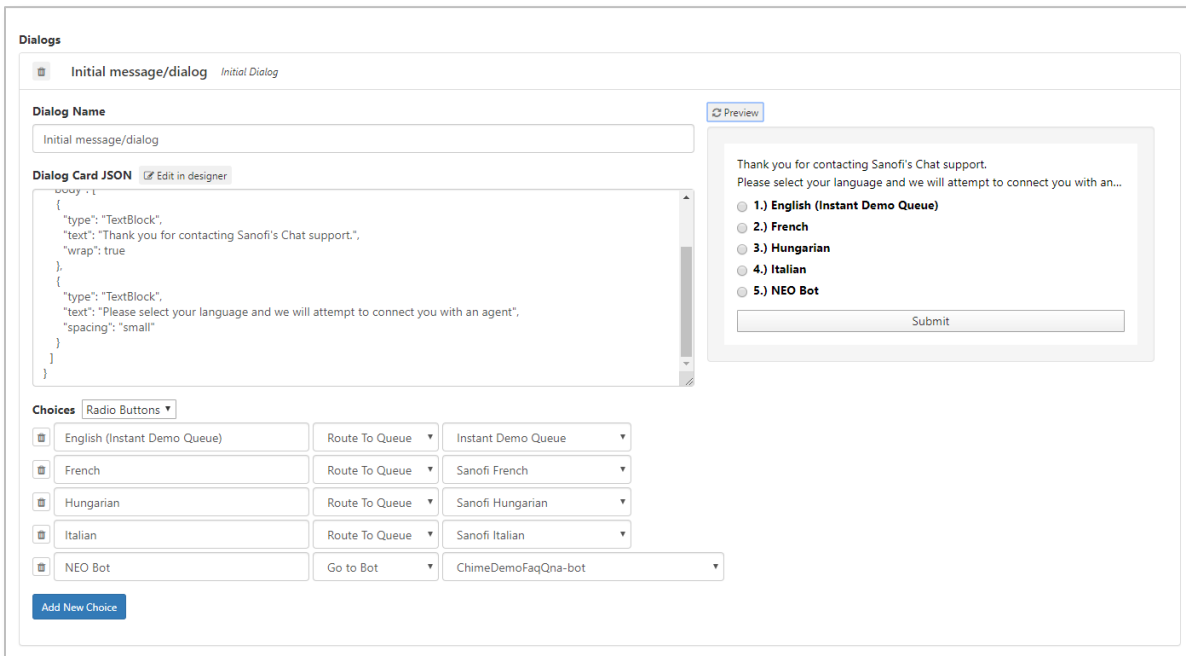 Dialogs
Initial message/dialog Initial Dialog
Dialog Name
Initial message/dialog
Dialog Card JSON Edit in designer
"body": [
{
"type": "TextBlock",
"text": "Thank you for contacting Sanofi's Chat support.",
"wrap": true
},
{
"type": "TextBlock",
"text": "Please select your language and we will attempt to connect you with an agent",
"spacing": "small"
}
]
}
Preview
Thank you for contacting Sanofi's Chat support.
Please select your language and we will attempt to connect you with an...
1.) English (Instant Demo Queue)
2.) French
3.) Hungarian
4.) Italian
5.) NEO Bot
Submit
Choices Radio Buttons
English (Instant Demo Queue) Route To Queue Instant Demo Queue
French Route To Queue Sanofi French
Hungarian Route To Queue Sanofi Hungarian
Italian Route To Queue Sanofi Italian
NEO Bot Go to Bot ChimeDemoFaqQna-bot
Add New Choice